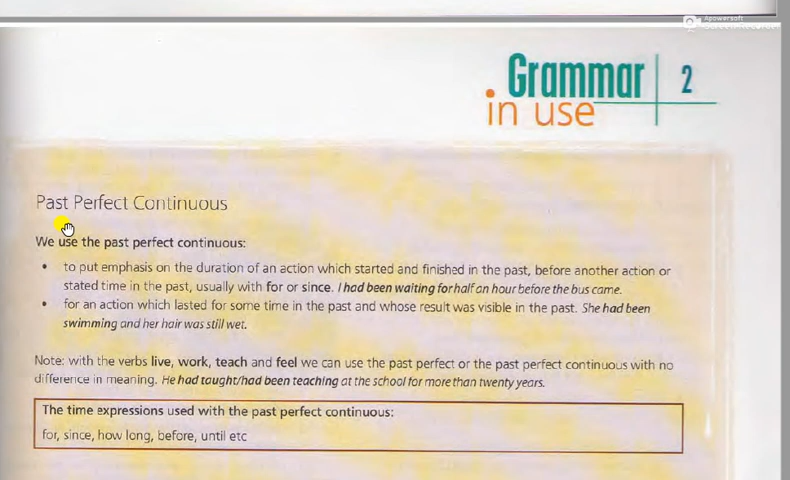 Apowersoft
Grammar 2
in use
Past Perfect Continuous
We use the past perfect continuous:
• to put emphasis on the duration of an action which started and finished in the past, before another action or
stated time in the past, usually with for or since. I had been waiting for half an hour before the bus came.
• for an action which lasted for some time in the past and whose result was visible in the past. She had been
swimming and her hair was still wet.
Note: with the verbs live, work, teach and feel we can use the past perfect or the past perfect continuous with no
difference in meaning. He had taught/had been teaching at the school for more than twenty years.
The time expressions used with the past perfect continuous:
for, since, how long, before, until etc